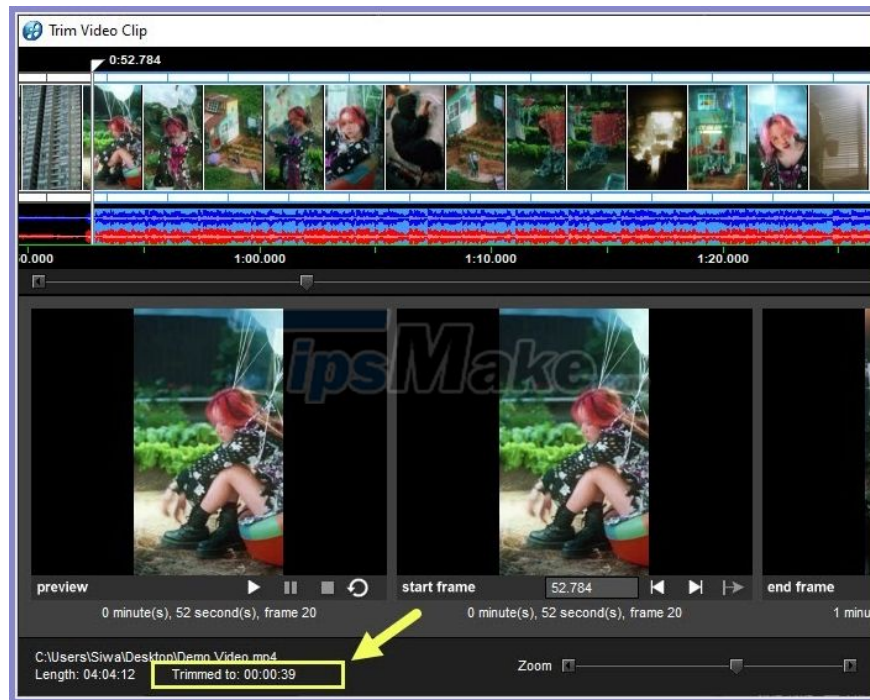 Trim Video Clip
0:52.784
0.000 1:00.000 1:10.000 1:20.000
ipsMake
preview start frame 52.784 end frame
0 minute(s), 52 second(s), frame 20 0 minute(s), 52 second(s), frame 20 1 minu
C:\Users\Siwa\Desktop\Demo Video.mp4
Length: 04:04:12 Trimmed to: 00:00:39 Zoom